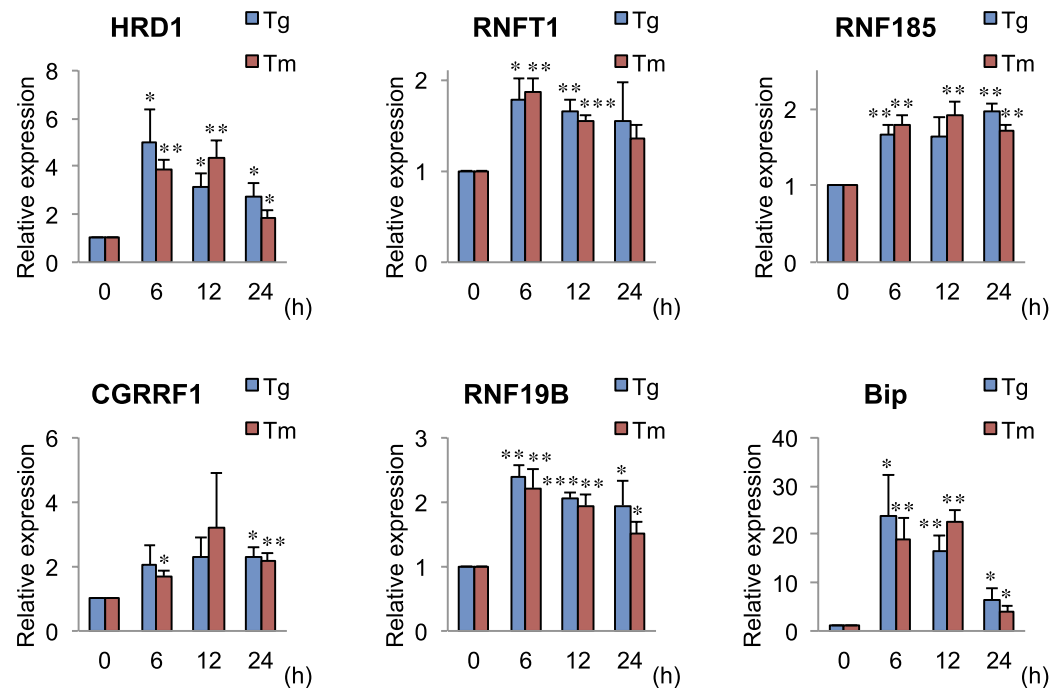 HRD1
Tg
Tm
Relative expression
8
6
4
2
0
*
**
*
**
*
*
0 6 12 24 (h)
RNFT1
Tg
Tm
Relative expression
2
1
0
* **
**
***
0 6 12 24 (h)
RNF185
Tg
Tm
Relative expression
2
1
0
** **
**
**
**
0 6 12 24 (h)
CGRRF1
Tg
Tm
Relative expression
6
4
2
0
*
* **
0 6 12 24 (h)
RNF19B
Tg
Tm
Relative expression
3
2
1
0
** **
*** **
*
*
0 6 12 24 (h)
Bip
Tg
Tm
Relative expression
40
30
20
10
0
*
**
**
**
*
*
0 6 12 24 (h)